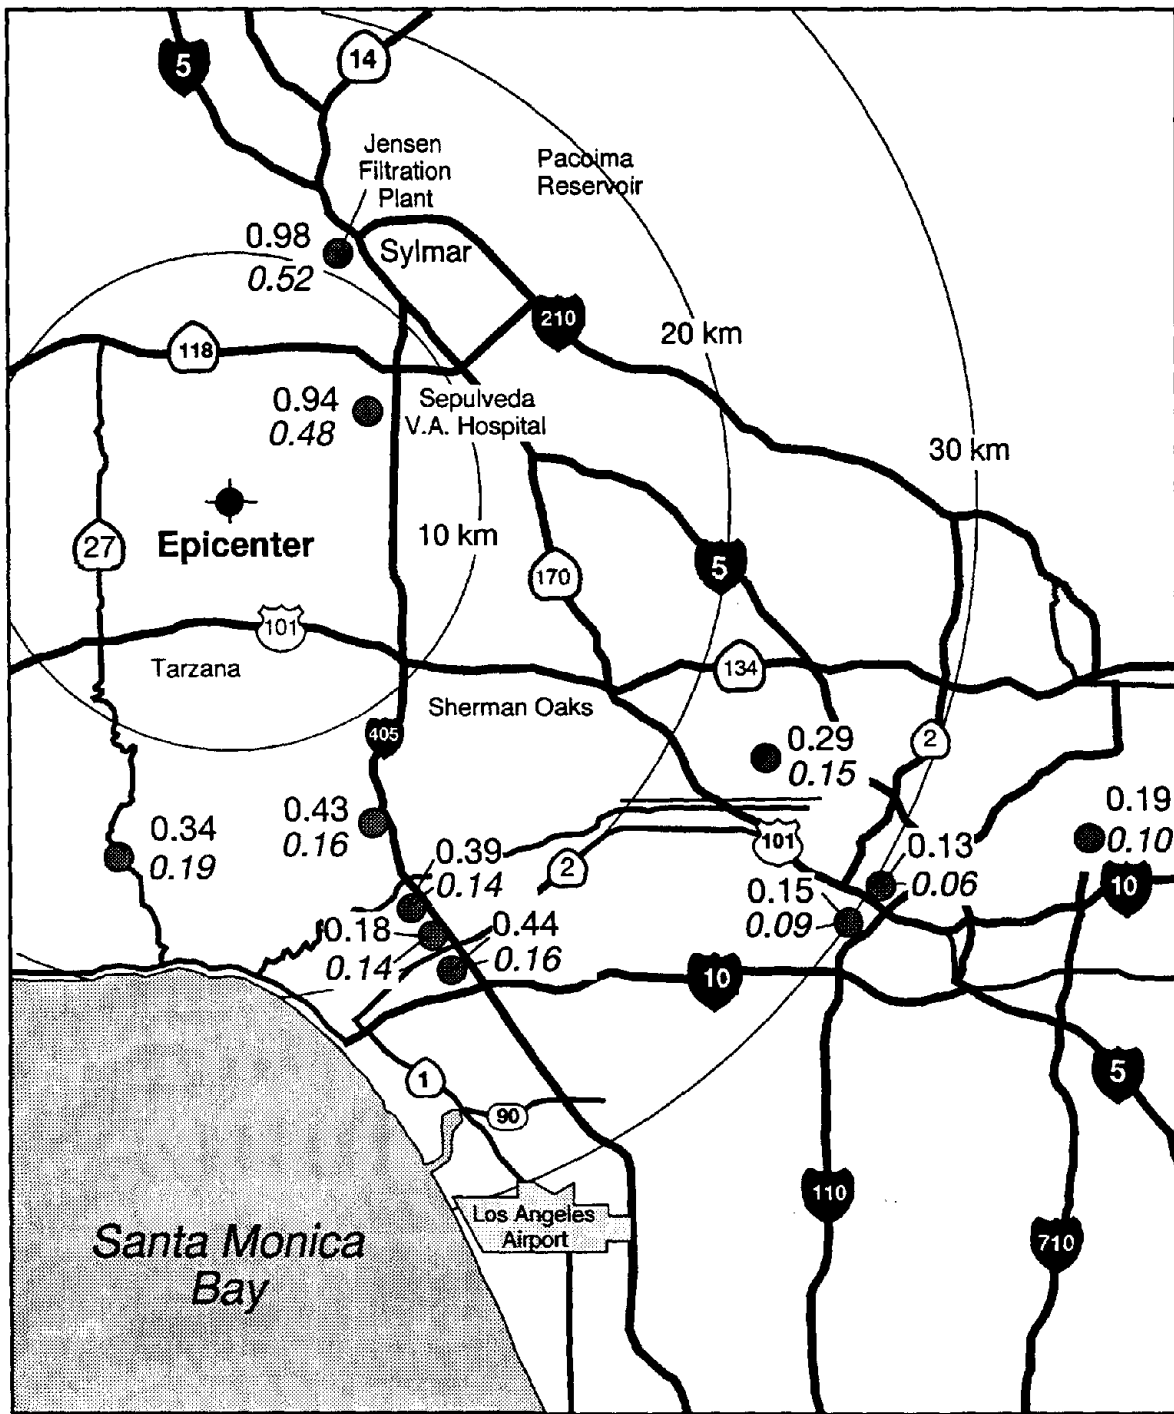 5
14
Jensen
Filtration
Plant
Pacoima
Reservoir
0.98
0.52
Sylmar
210
20 km
118
0.94
0.48
Sepulveda
V.A. Hospital
30 km
Epicenter
10 km
27
170
5
101
Tarzana
134
Sherman Oaks
405
2
0.29
0.15
0.19
0.10
0.43
0.16
0.34
0.19
0.39
0.14
2
101
0.13
0.06
0.15
0.09
10
0.18
0.14
0.44
0.16
10
1
90
5
110
Los Angeles
Airport
710
Santa Monica
Bay